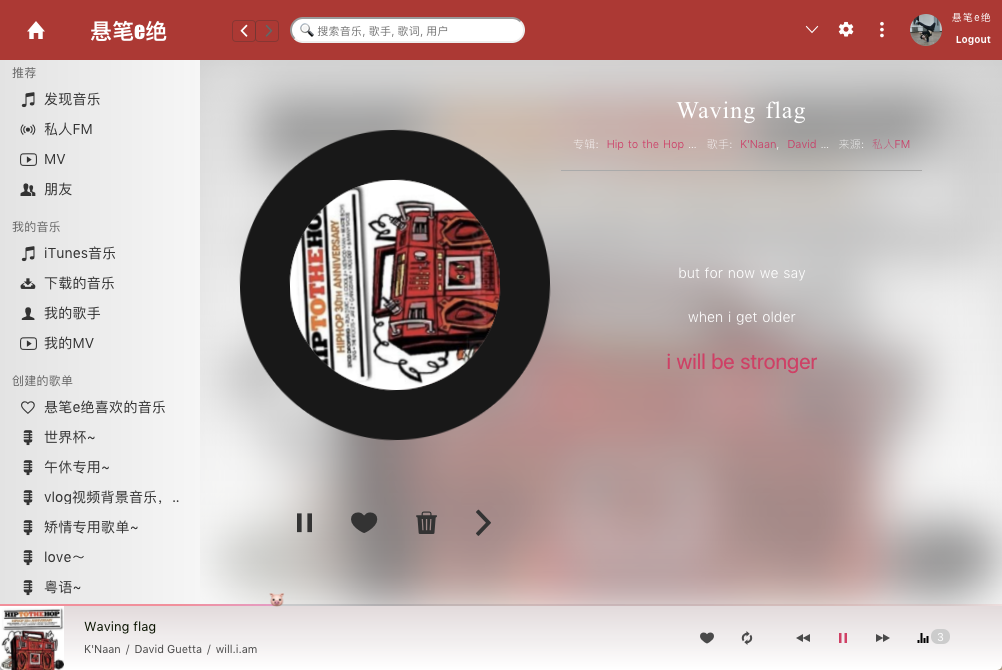 悬笔e绝
搜索音乐, 歌手, 歌词, 用户
悬笔e绝
Logout
推荐
发现音乐
私人FM
MV
朋友
我的音乐
iTunes音乐
下载的音乐
我的歌手
我的MV
创建的歌单
悬笔e绝喜欢的音乐
世界杯~
午休专用~
vlog视频背景音乐，..
矫情专用歌单~
love～
粤语~
Waving flag
专辑: Hip to the Hop ... 歌手: K'Naan, David ... 来源: 私人FM
HIPTOTHEHOP
HIPHOP 30TH ANNIVERSARY
but for now we say
when i get older
i will be stronger
HIPTOTHEHOP
Waving flag
K'Naan / David Guetta / will.i.am
3